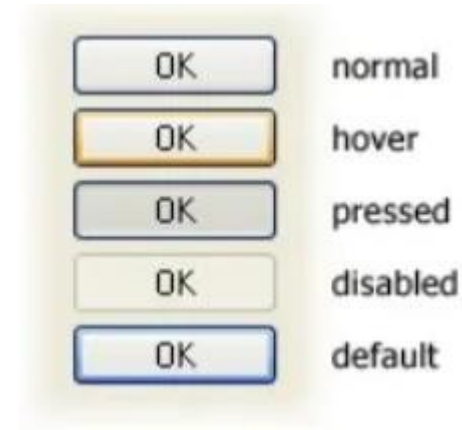 OK normal
OK hover
OK pressed
OK disabled
OK default